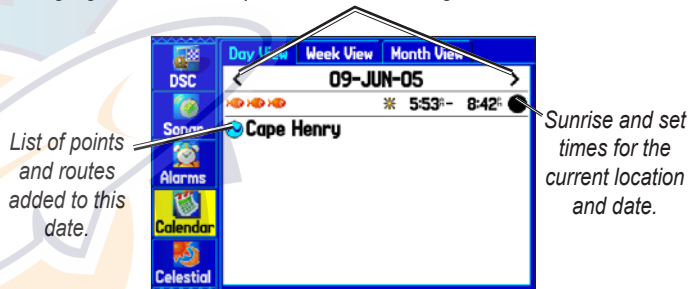 Day View Week View Month View
< 09-JUN-05 >
5:53 - 8:42
Cape Henry
DSC
Sonar
Alarms
Calendar
Celestial
List of points
and routes
added to this
date.
Sunrise and set
times for the
current location
and date.